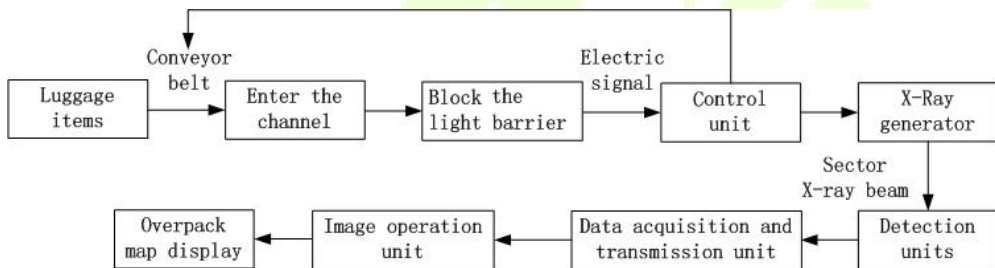 Conveyor
belt
Electric
signal
Luggage
items
Enter the
channel
Block the
light barrier
Control
unit
X-Ray
generator
Sector
X-ray beam
Overpack
map display
Image operation
unit
Data acquisition and
transmission unit
Detection
units